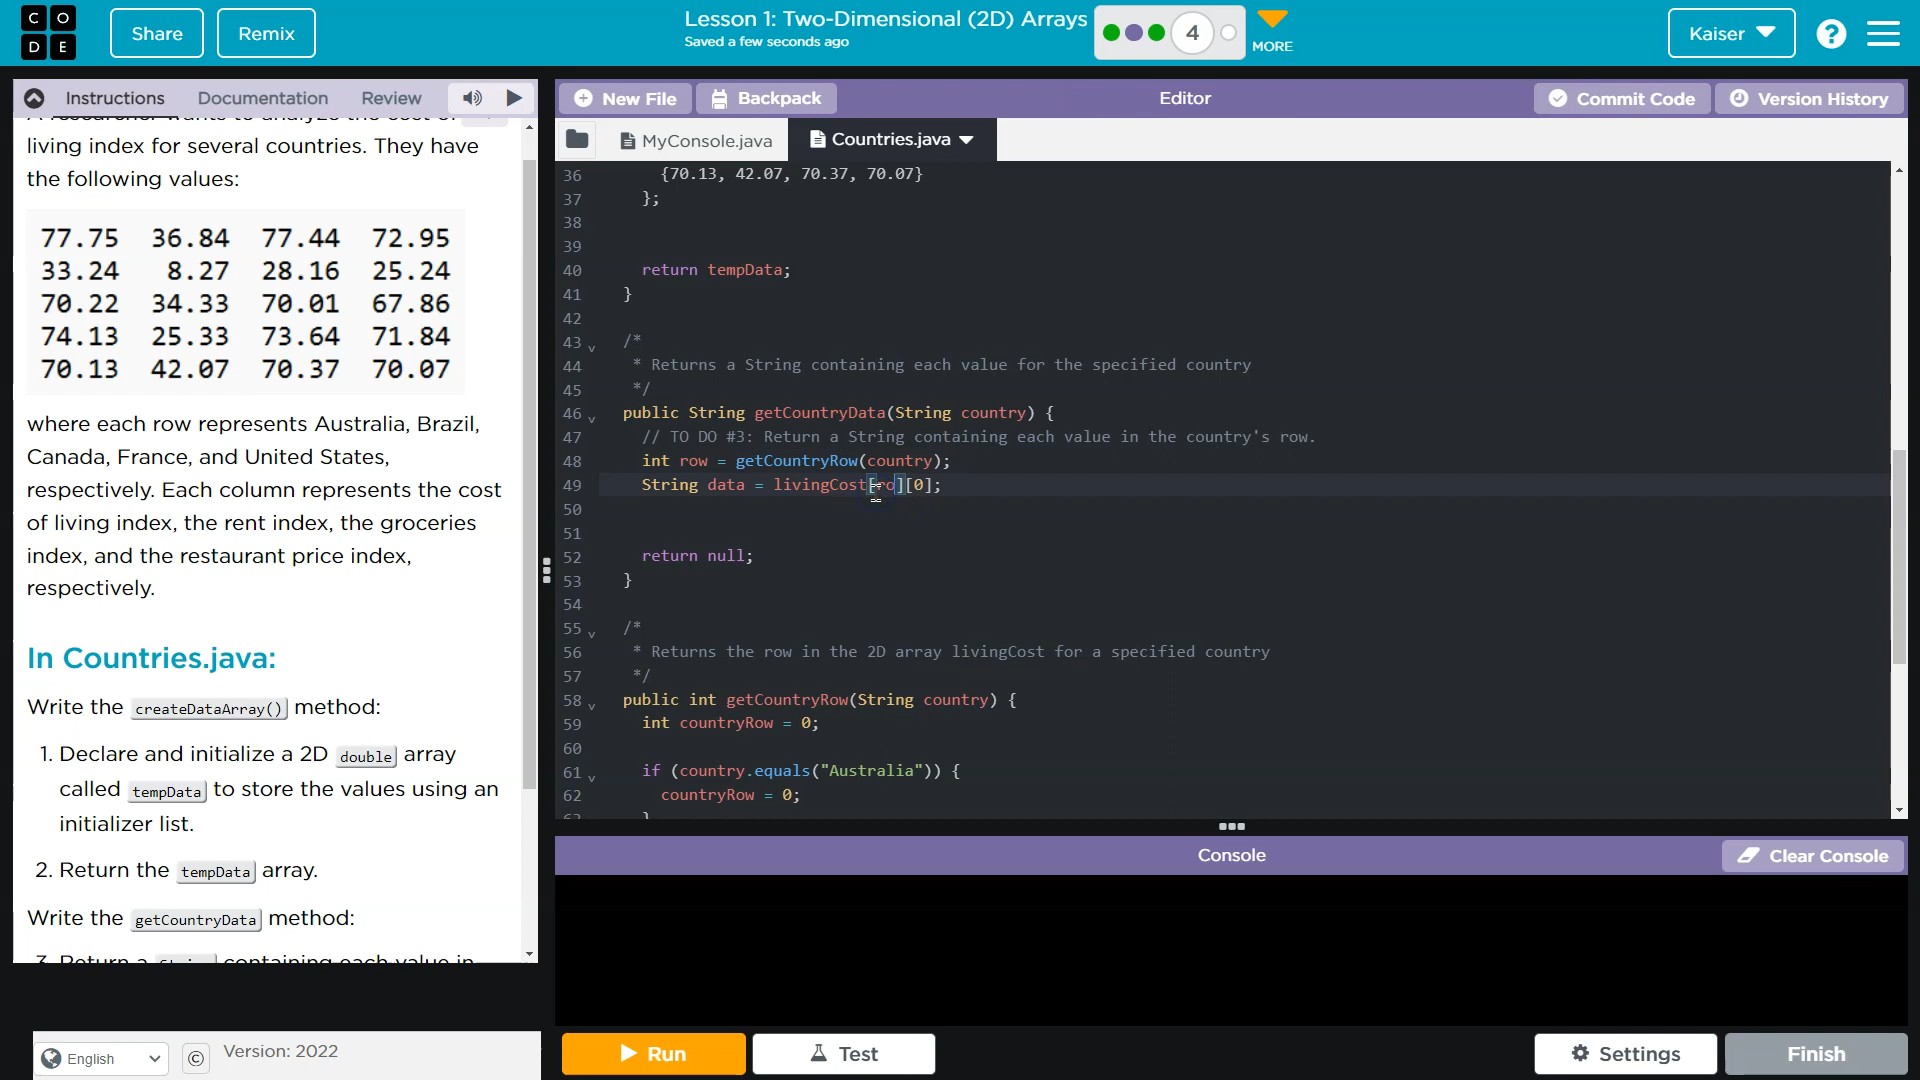 C O
D E
Share
Remix
Lesson 1: Two-Dimensional (2D) Arrays
Saved a few seconds ago
4
MORE
Kaiser
?
Instructions
Documentation
Review
living index for several countries. They have
the following values:
77.75 36.84 77.44 72.95
33.24 8.27 28.16 25.24
70.22 34.33 70.01 67.86
74.13 25.33 73.64 71.84
70.13 42.07 70.37 70.07
where each row represents Australia, Brazil,
Canada, France, and United States,
respectively. Each column represents the cost
of living index, the rent index, the groceries
index, and the restaurant price index,
respectively.
In Countries.java:
Write the createDataArray() method:
1. Declare and initialize a 2D double array
called tempData to store the values using an
initializer list.
2. Return the tempData array.
Write the getCountryData method:
3. Return a String containing each value in
English
©
Version: 2022
New File
Backpack
Editor
Commit Code
Version History
MyConsole.java
Countries.java
36 {70.13, 42.07, 70.37, 70.07}
37 };
38
39
40 return tempData;
41 }
42
43 /*
44 * Returns a String containing each value for the specified country
45 */
46 public String getCountryData(String country) {
47 // TO DO #3: Return a String containing each value in the country's row.
48 int row = getCountryRow(country);
49 String data = livingCost[ro][0];
50
51
52 return null;
53 }
54
55 /*
56 * Returns the row in the 2D array livingCost for a specified country
57 */
58 public int getCountryRow(String country) {
59 int countryRow = 0;
60
61 if (country.equals("Australia")) {
62 countryRow = 0;
63 }
Console
Clear Console
Run
Test
Settings
Finish